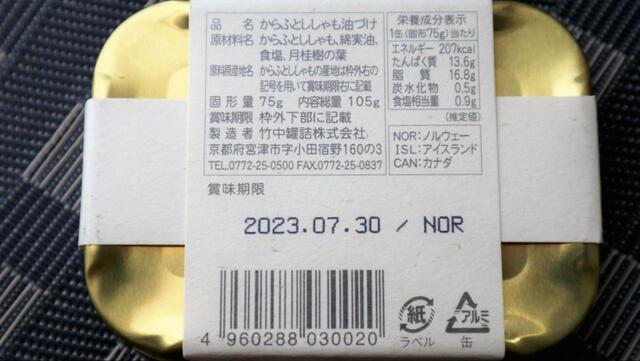 品名 からふとししゃも油づけ
原材料名 からふとししゃも、綿実油、
食塩、月桂樹の葉
原料原産地名 からふとししゃもの産地は枠外右の
記号を用いて賞味期限右に記載
固形量 75g 内容総量 105g
賞味期限 枠外下部に記載
製造者 竹中罐詰株式会社
京都府宮津市字小田宿野160の3
TEL.0772-25-0500 FAX.0772-25-0837
栄養成分表示
1缶(固形75g)当たり
エネルギー 207kcal
たんぱく質 13.6g
脂質 16.8g
炭水化物 0.5g
食塩相当量 0.9g
(推定値)
NOR:ノルウェー
ISL:アイスランド
CAN:カナダ
賞味期限
2023.07.30 / NOR
4 960288 030020
紙
ラベル
アルミ
缶